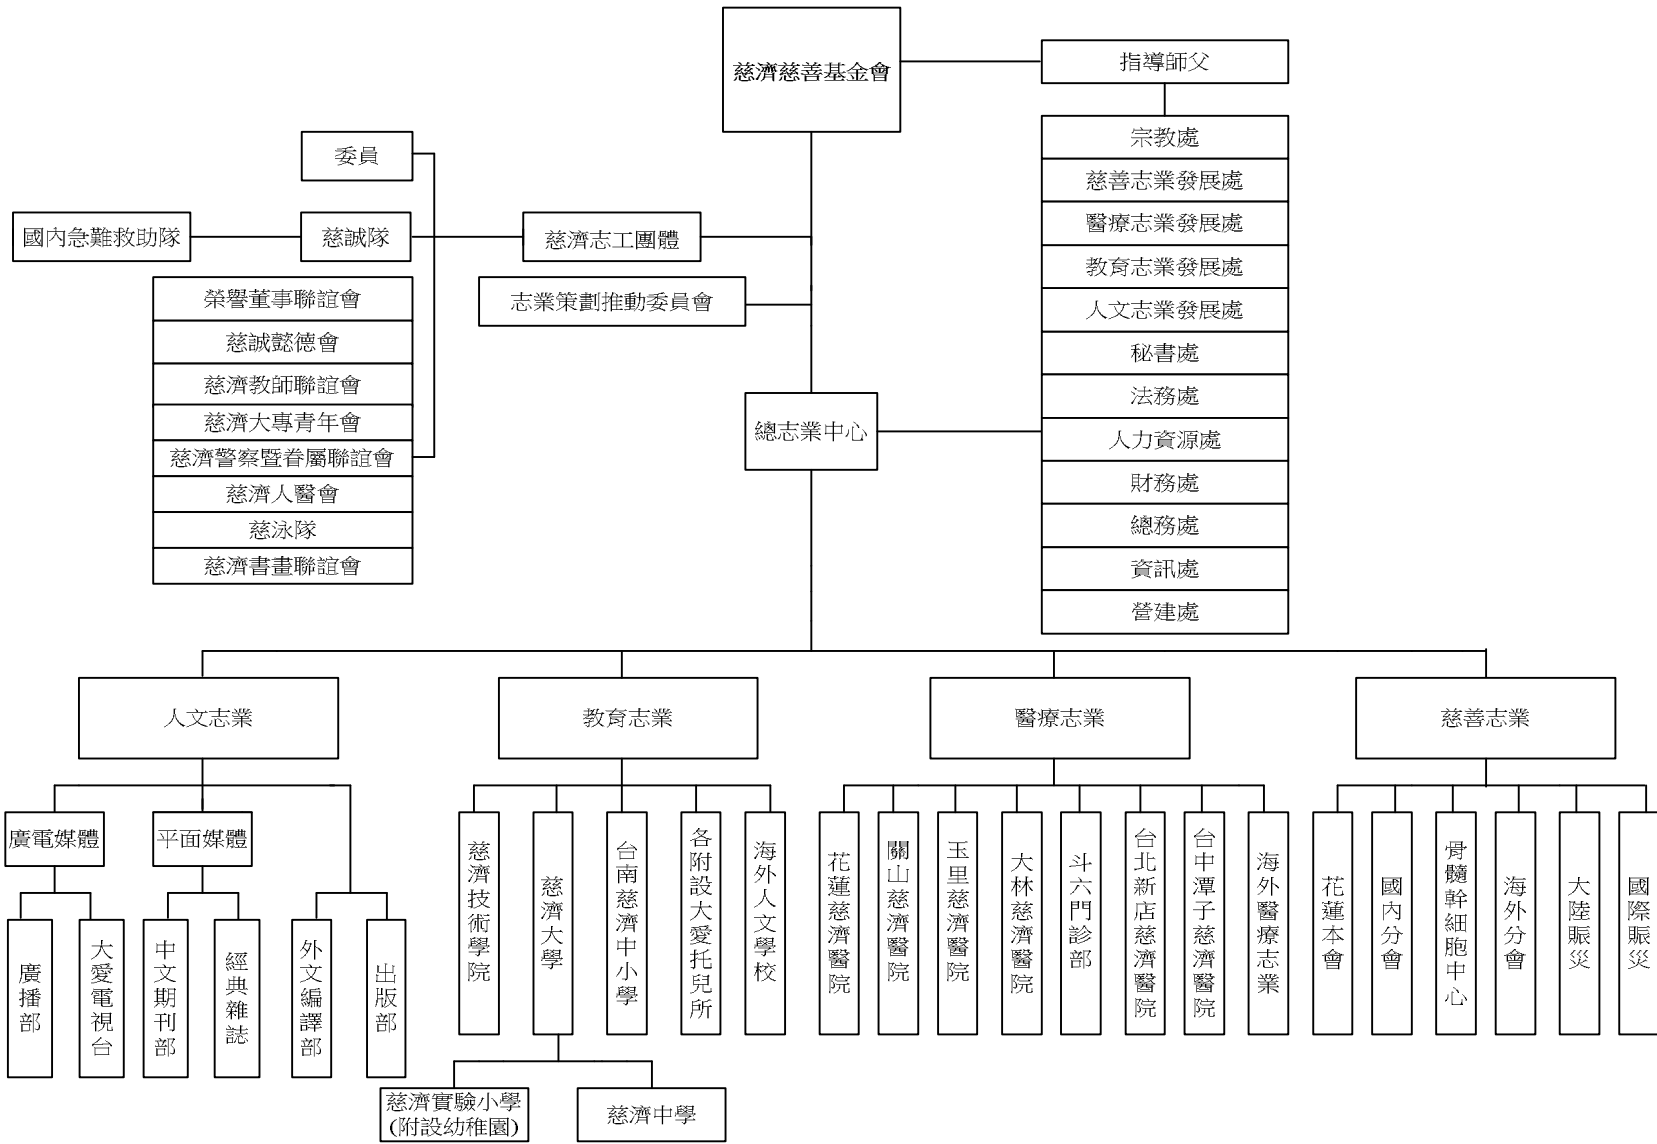 慈濟慈善基金會
指導師父
宗教處
慈善志業發展處
醫療志業發展處
教育志業發展處
人文志業發展處
秘書處
法務處
人力資源處
財務處
總務處
資訊處
營建處
委員
國內急難救助隊
慈誠隊
慈濟志工團體
志業策劃推動委員會
榮譽董事聯誼會
慈誠懿德會
慈濟教師聯誼會
慈濟大專青年會
慈濟警察暨眷屬聯誼會
慈濟人醫會
慈泳隊
慈濟書畫聯誼會
總志業中心
人文志業
教育志業
醫療志業
慈善志業
廣電媒體
平面媒體
廣播部
大愛電視台
中文期刊部
經典雜誌
外文編譯部
出版部
慈濟技術學院
慈濟大學
台南慈濟中小學
各附設大愛托兒所
海外人文學校
慈濟實驗小學
(附設幼稚園)
慈濟中學
花蓮慈濟醫院
關山慈濟醫院
玉里慈濟醫院
大林慈濟醫院
斗六門診部
台北新店慈濟醫院
台中潭子慈濟醫院
海外醫療志業
花蓮本會
國內分會
骨髓幹細胞中心
海外分會
大陸賑災
國際賑災